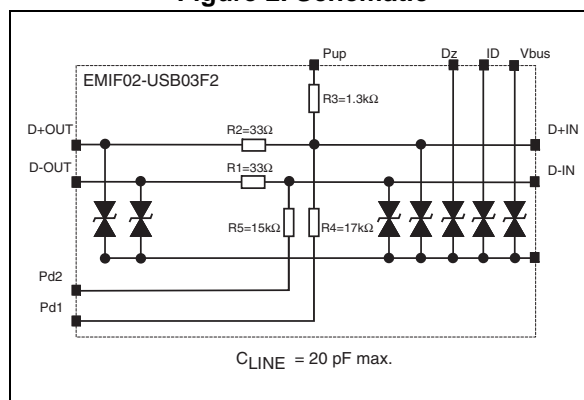 Figure 2. Schematic
Pup Dz ID Vbus
EMIF02-USB03F2
R3=1.3kΩ
D+OUT R2=33Ω D+IN
D-OUT R1=33Ω D-IN
R5=15kΩ R4=17kΩ
Pd2
Pd1
CLINE = 20 pF max.